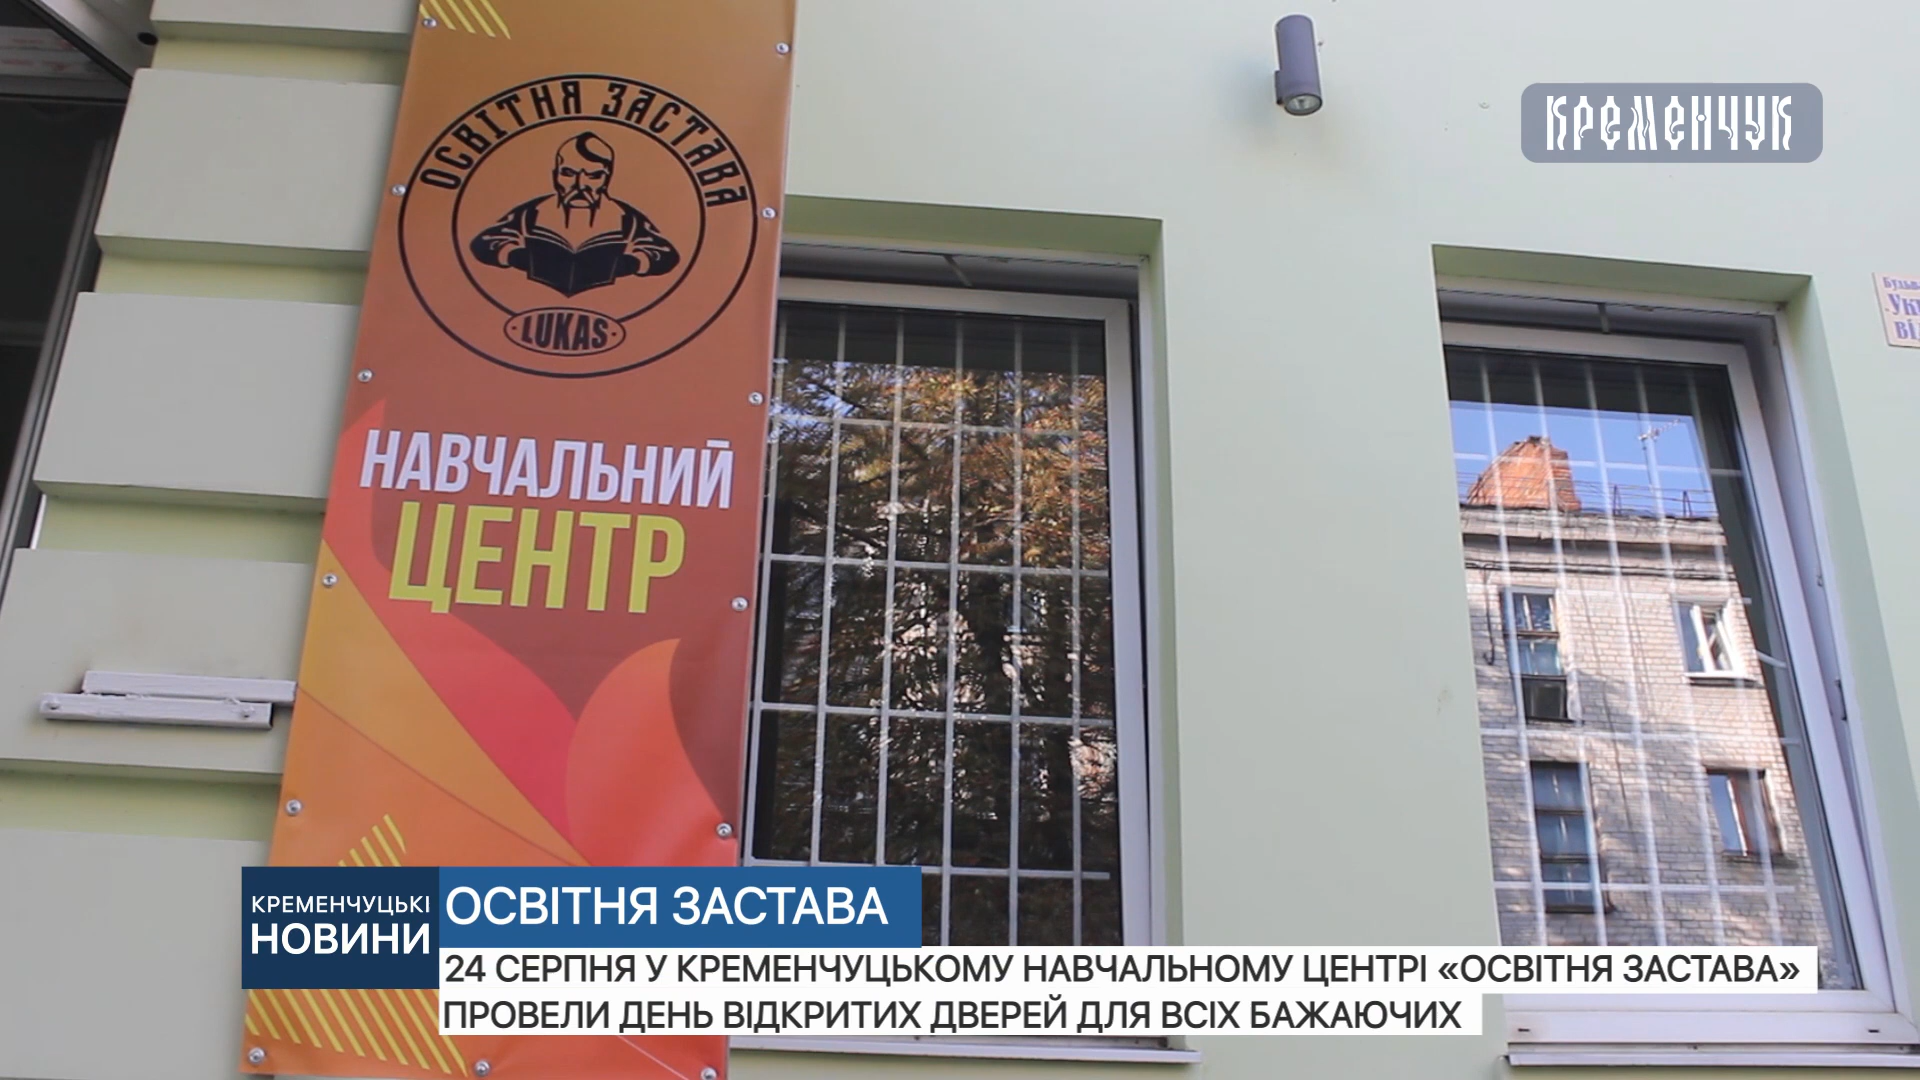 ОСВІТНЯ ЗАСТАВА
LUKAS
НАВЧАЛЬНИЙ
ЦЕНТР
КРЕМЕНЧУК
КРЕМЕНЧУЦЬКІ
НОВИНИ
ОСВІТНЯ ЗАСТАВА
24 СЕРПНЯ У КРЕМЕНЧУЦЬКОМУ НАВЧАЛЬНОМУ ЦЕНТРІ «ОСВІТНЯ ЗАСТАВА»
ПРОВЕЛИ ДЕНЬ ВІДКРИТИХ ДВЕРЕЙ ДЛЯ ВСІХ БАЖАЮЧИХ